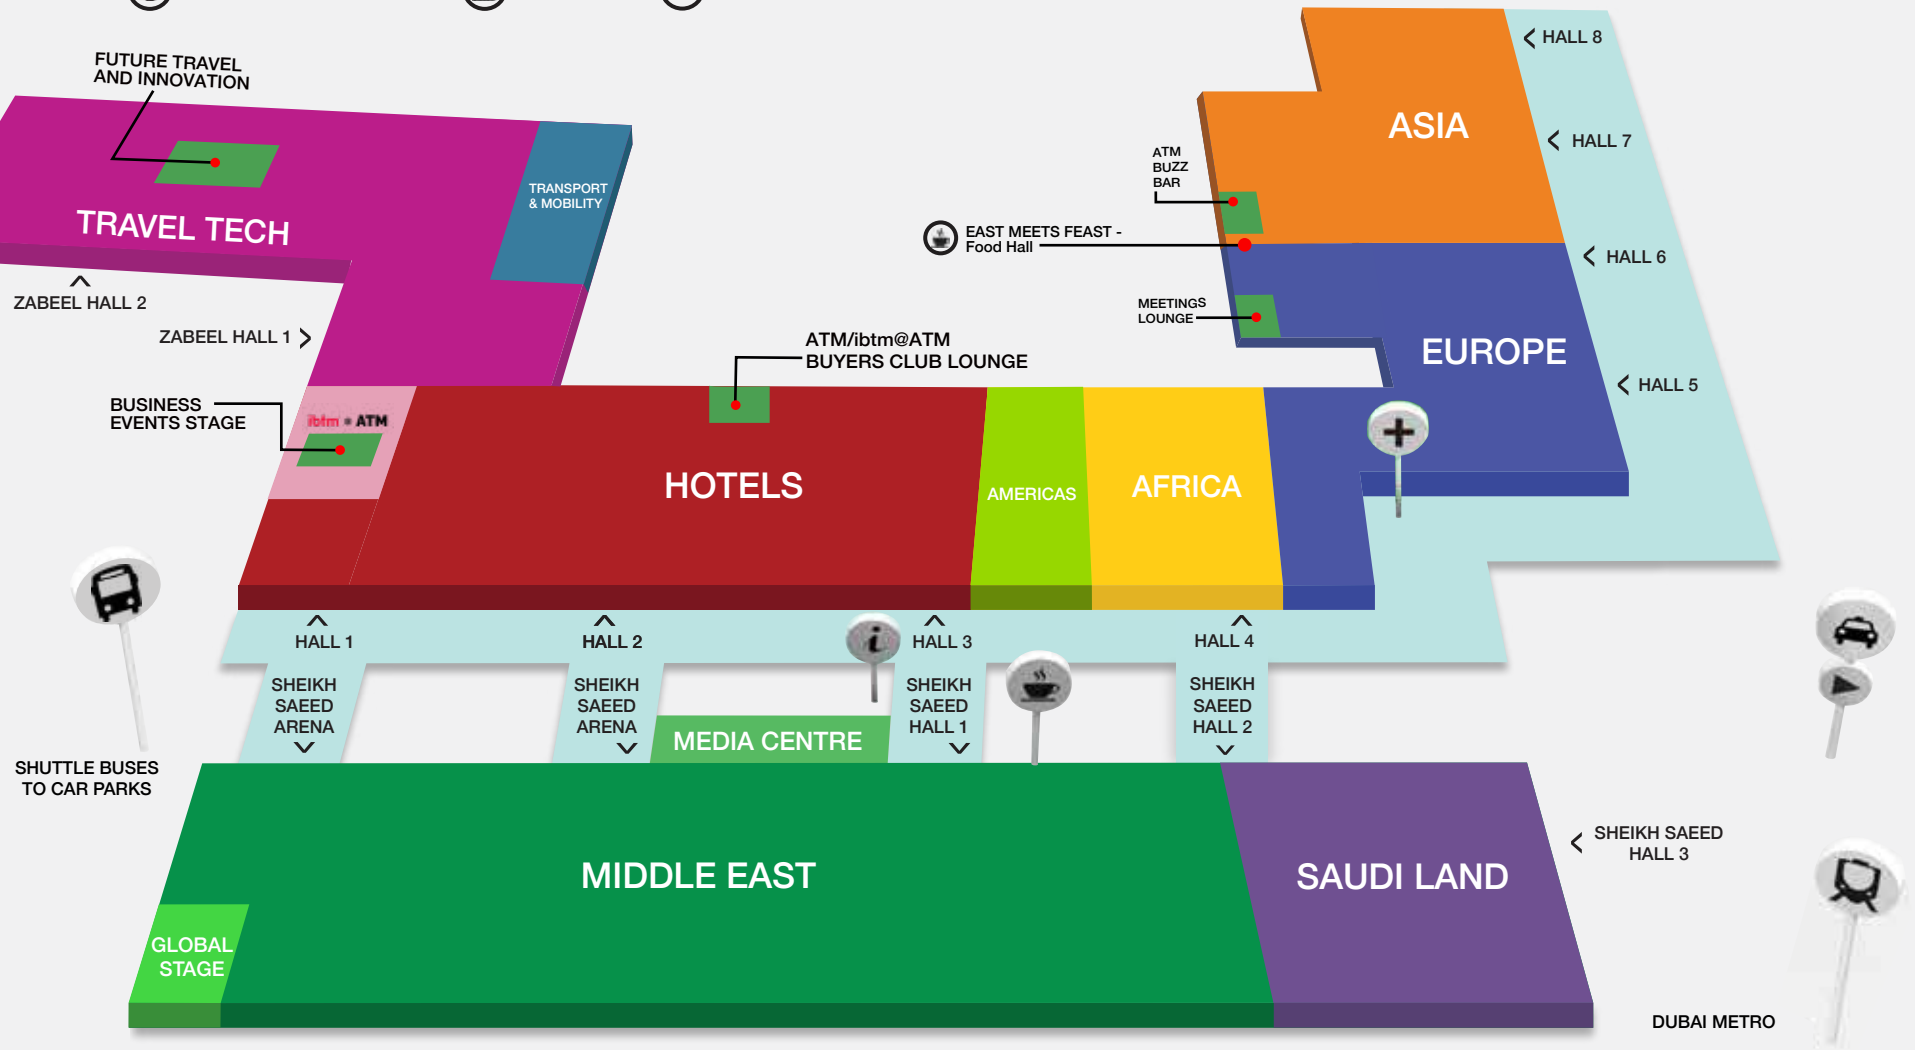 HALL 8
FUTURE TRAVEL
AND INNOVATION
ASIA
HALL 7
ATM
BUZZ
BAR
TRANSPORT
& MOBILITY
TRAVEL TECH
EAST MEETS FEAST -
Food Hall
HALL 6
ZABEEL HALL 2
MEETINGS
LOUNGE
ZABEEL HALL 1
ATM/ibtm@ATM
BUYERS CLUB LOUNGE
EUROPE
HALL 5
BUSINESS
EVENTS STAGE
ibtm @ ATM
HOTELS
AMERICAS
AFRICA
i
HALL 1
HALL 2
HALL 3
HALL 4
SHEIKH
SAEED
ARENA
SHEIKH
SAEED
ARENA
SHEIKH
SAEED
HALL 1
SHEIKH
SAEED
HALL 2
MEDIA CENTRE
SHUTTLE BUSES
TO CAR PARKS
MIDDLE EAST
SAUDI LAND
SHEIKH SAEED
HALL 3
GLOBAL
STAGE
DUBAI METRO